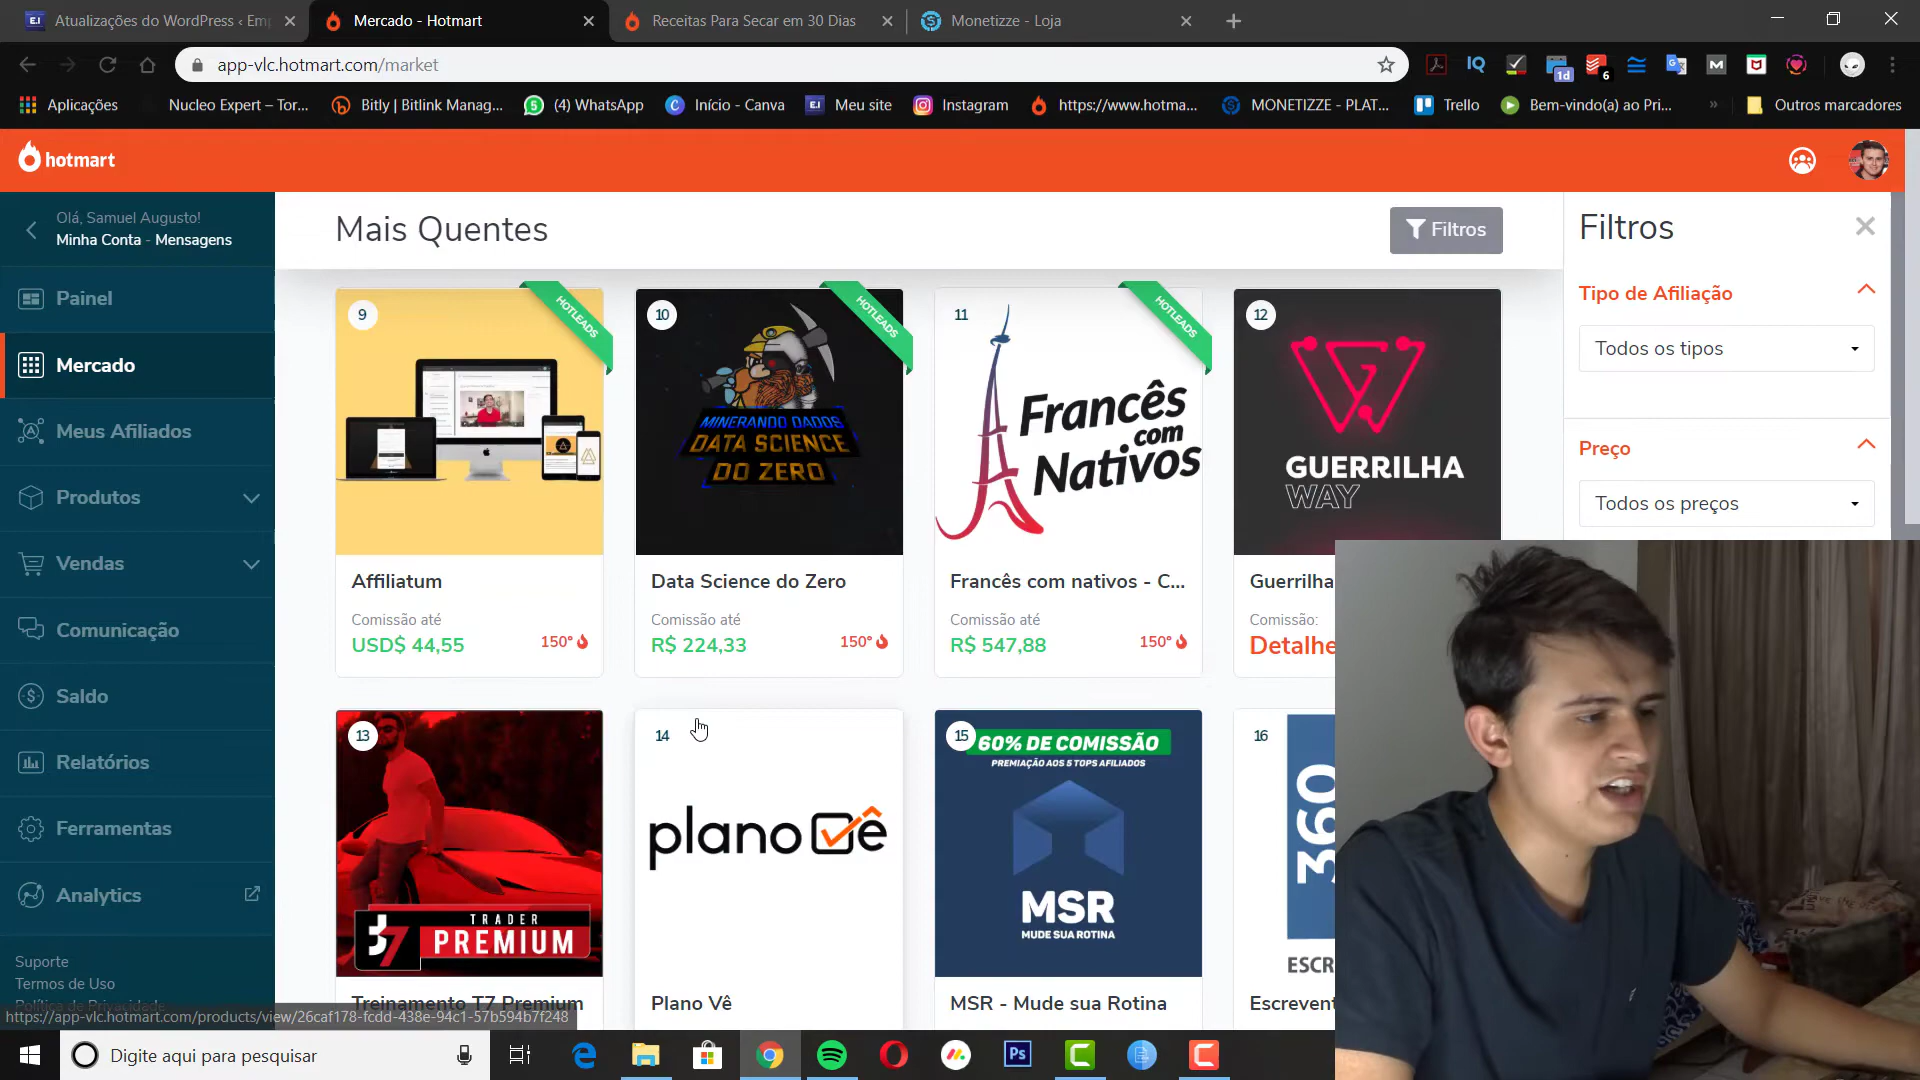 Atualizações do WordPress ‹ Emp
Mercado - Hotmart
Receitas Para Secar em 30 Dias
Monetizze - Loja
app-vlc.hotmart.com/market
IQ
1d
6
Aplicações
Nucleo Expert – Tor...
Bitly | Bitlink Manag...
(4) WhatsApp
Início - Canva
Meu site
Instagram
https://www.hotma...
MONETIZZE - PLAT...
Trello
Bem-vindo(a) ao Pri...
»
Outros marcadores
hotmart
Olá, Samuel Augusto!
Minha Conta - Mensagens
Painel
Mercado
Meus Afiliados
Produtos
Vendas
Comunicação
Saldo
Relatórios
Ferramentas
Analytics
Suporte
Termos de Uso
Política de Privacidade
https://app-vlc.hotmart.com/products/view/26caf178-fcdd-438e-94c1-57b594b7f248
Mais Quentes
Filtros
9
HOTLEADS
Affiliatum
Comissão até
USD$ 44,55
150°
10
HOTLEADS
MINERANDO DADOS
DATA SCIENCE
DO ZERO
Data Science do Zero
Comissão até
R$ 224,33
150°
11
HOTLEADS
Francês
com
Nativos
Francês com nativos - C...
Comissão até
R$ 547,88
150°
12
GUERRILHA
WAY
Guerrilha
Comissão:
Detalhe
13
TRADER
PREMIUM
Treinamento T7 Premium
14
plano vê
Plano Vê
15
60% DE COMISSÃO
PREMIAÇÃO AOS 5 TOPS AFILIADOS
MSR
MUDE SUA ROTINA
MSR - Mude sua Rotina
16
360
ESCR
Escrevent
Filtros
Tipo de Afiliação
Todos os tipos
Preço
Todos os preços
Digite aqui para pesquisar
Ps